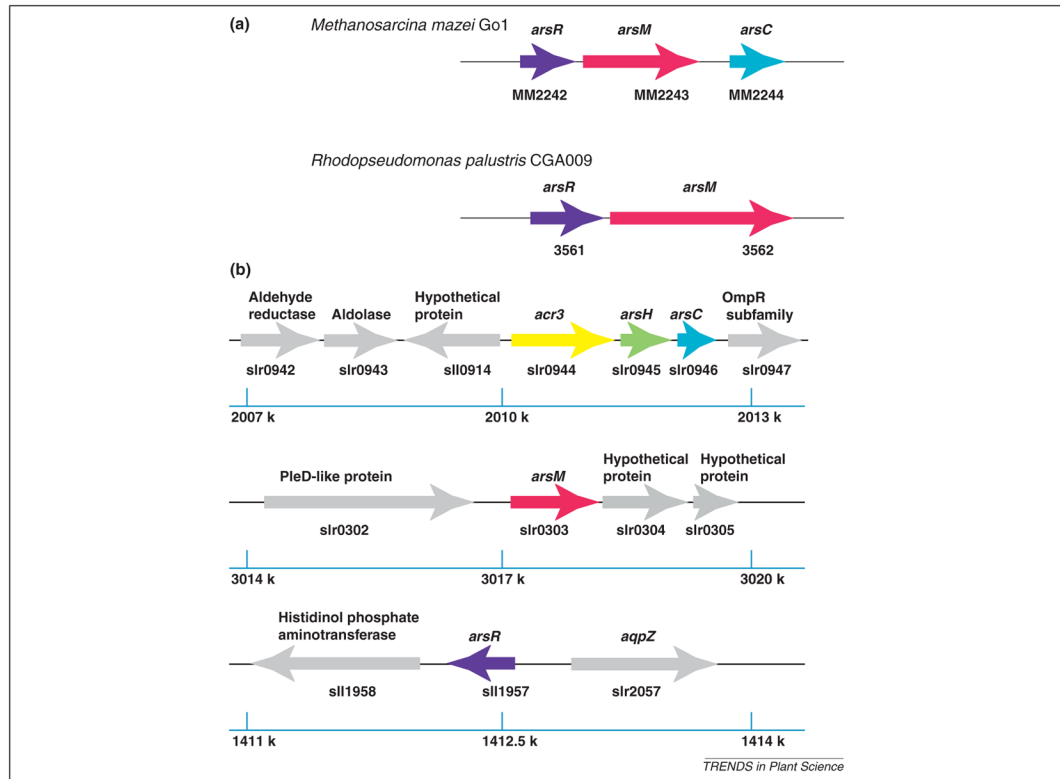 (a)
Methanosarcina mazei Go1
arsR arsM arsC
MM2242 MM2243 MM2244
Rhodopseudomonas palustris CGA009
arsR arsM
3561 3562
(b)
Aldehyde
reductase
Aldolase
Hypothetical
protein
acr3 arsH arsC
OmpR
subfamily
slr0942 slr0943 sll0914 slr0944 slr0945 slr0946 slr0947
2007 k 2010 k 2013 k
PleD-like protein
arsM
Hypothetical
protein
Hypothetical
protein
slr0302 slr0303 slr0304 slr0305
3014 k 3017 k 3020 k
Histidinol phosphate
aminotransferase
arsR aqpZ
sll1958 sll1957 slr2057
1411 k 1412.5 k 1414 k
TRENDS in Plant Science